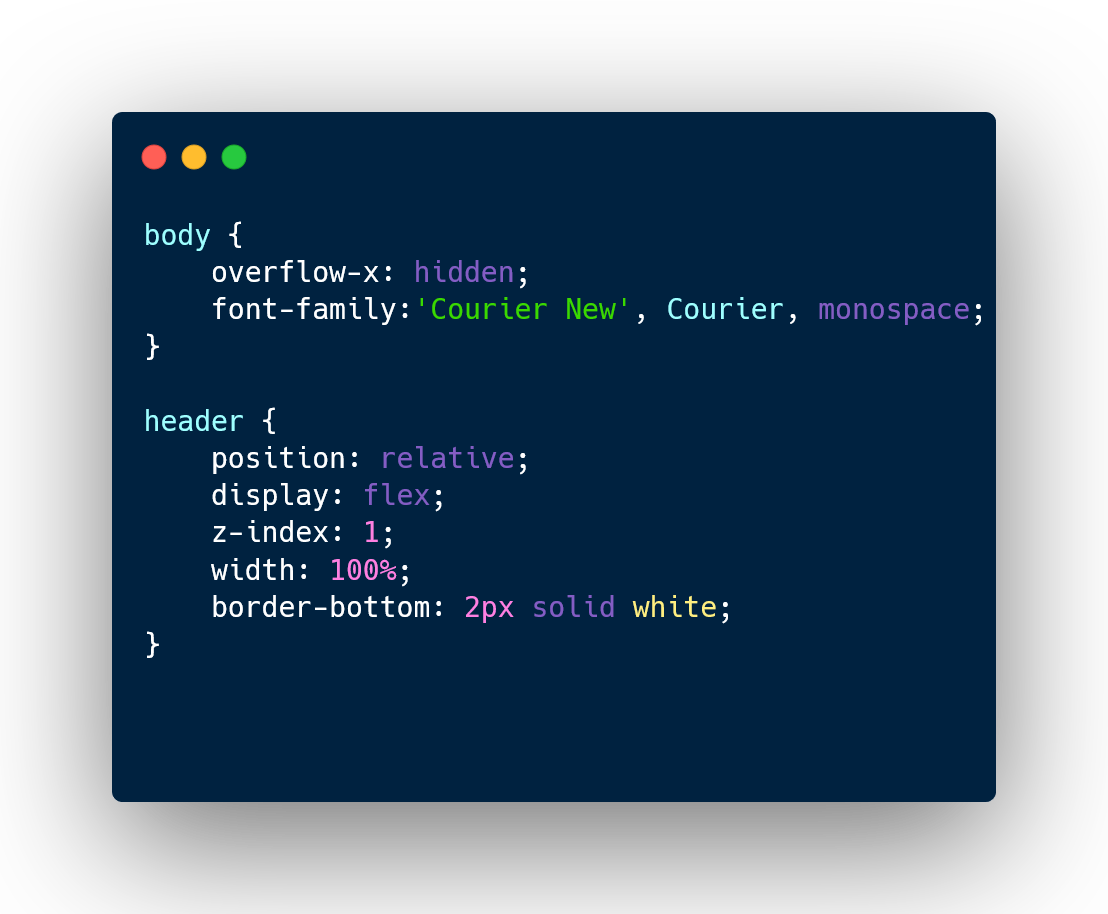 body {
    overflow-x: hidden;
    font-family:'Courier New', Courier, monospace;
}

header {
    position: relative;
    display: flex;
    z-index: 1;
    width: 100%;
    border-bottom: 2px solid white;
}